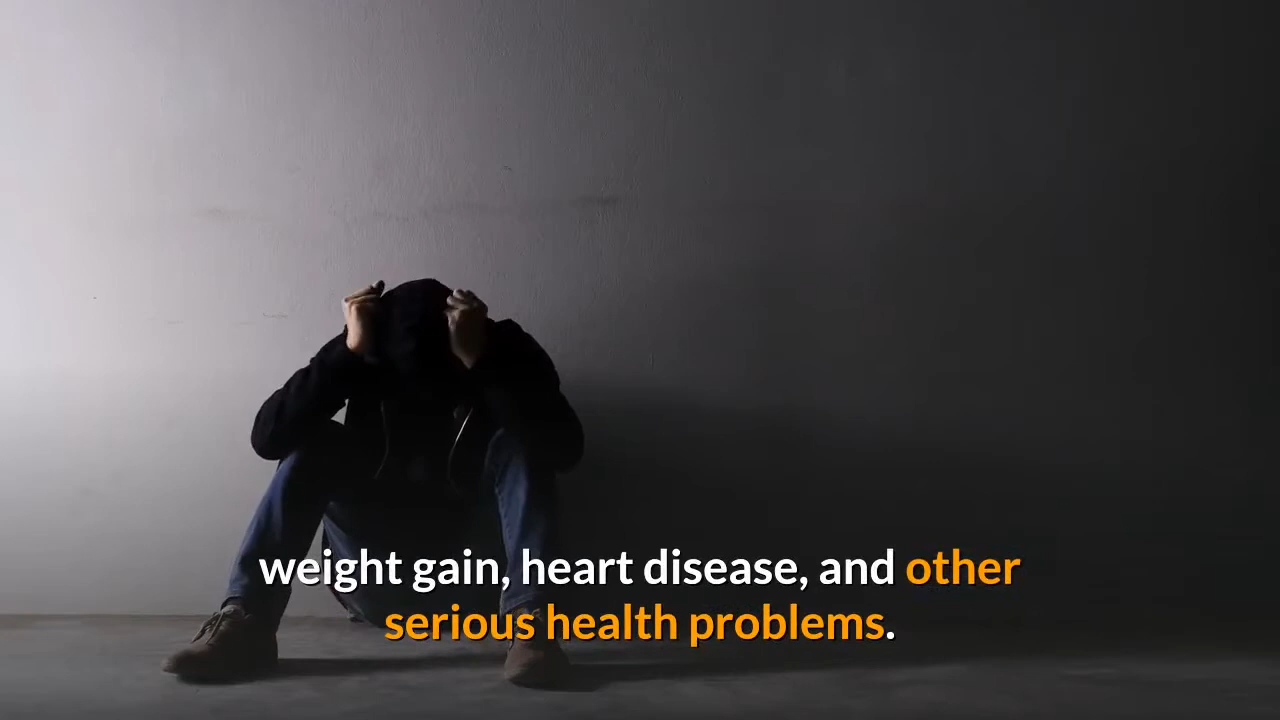 weight gain, heart disease, and other
serious health problems.